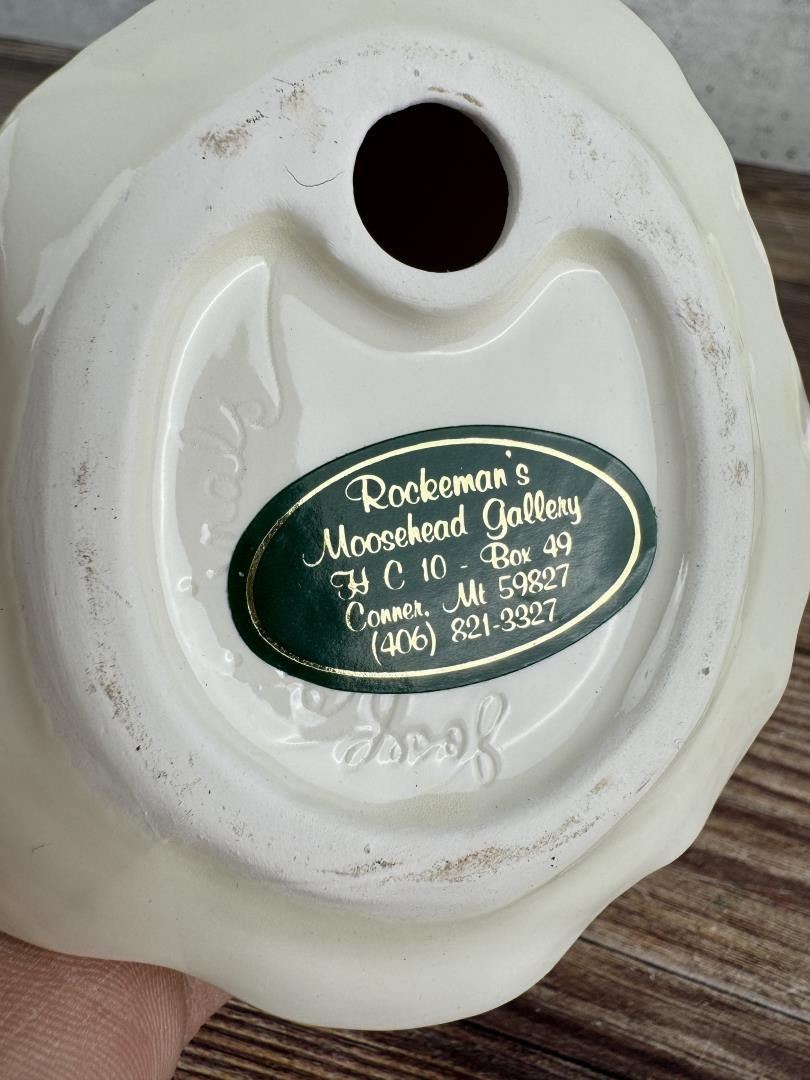 Rockeman's
Moosehead Gallery
H C 10 - Box 49
Conner, Mt 59827
(406) 821-3327